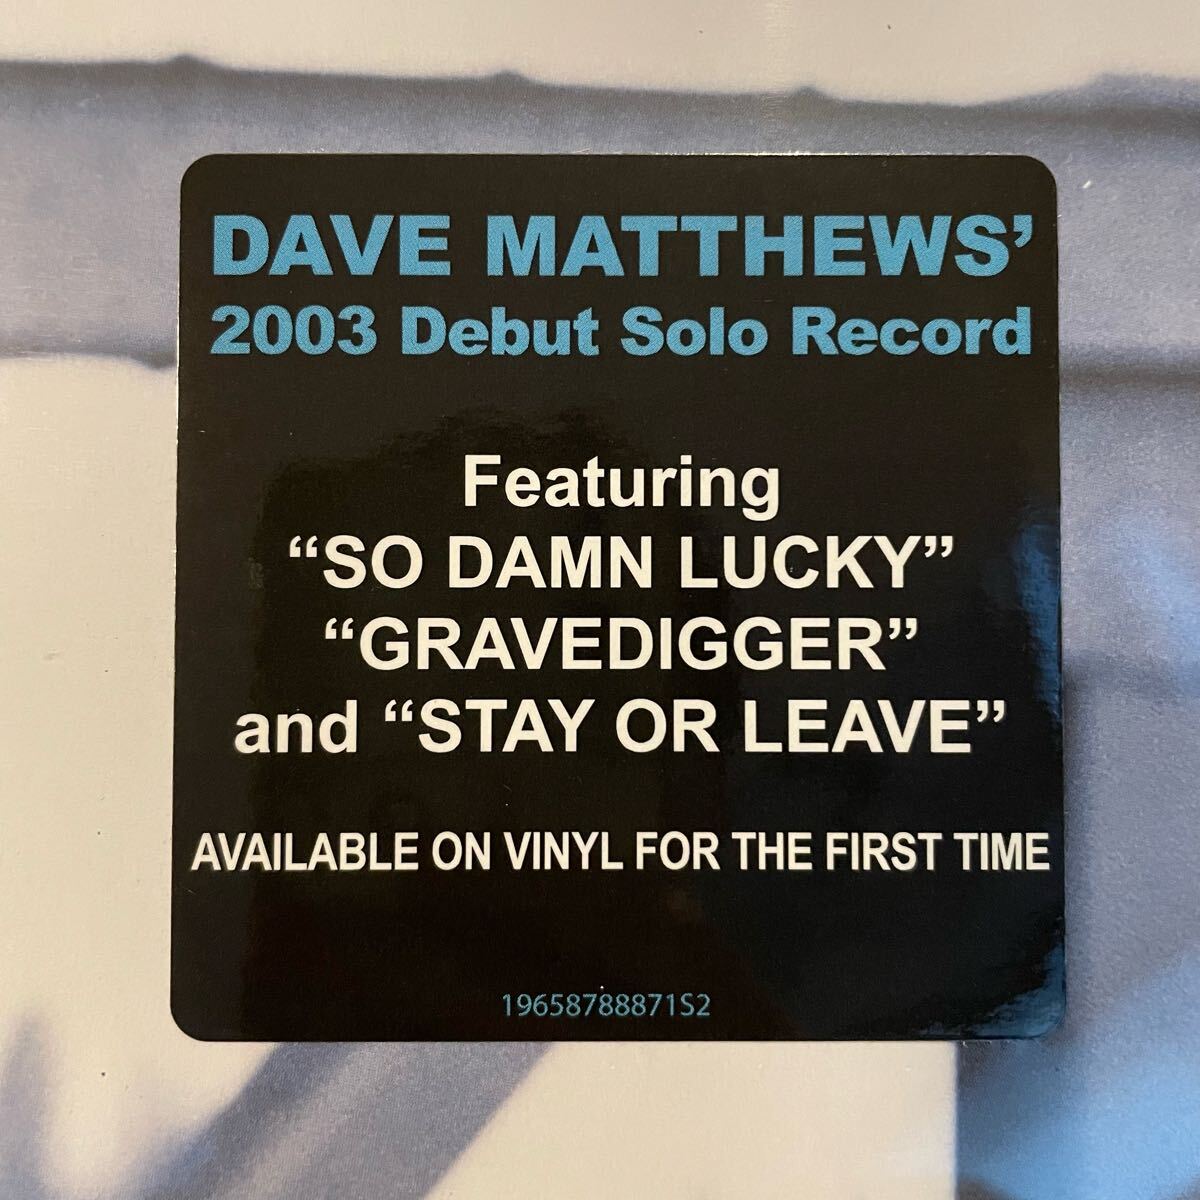 DAVE MATTHEWS’
2003 Debut Solo Record
Featuring
“SO DAMN LUCKY”
“GRAVEDIGGER”
and “STAY OR LEAVE”
AVAILABLE ON VINYL FOR THE FIRST TIME
19658788871S2